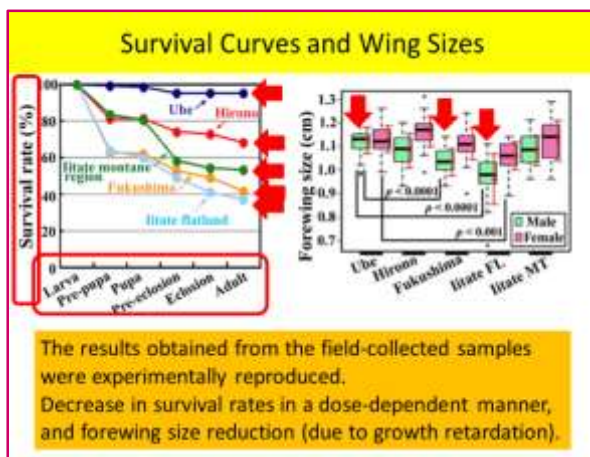 Survival Curves and Wing Sizes
Survival rate (%)
100
80
60
40
20
0
Ube
Hirono
Iitate montane
region
Fukushima
Iitate flatland
Larva
Pre-pupa
Pupa
Pre-eclosion
Eclusion
Adult
Forewing size (cm)
1.3
1.2
1.1
1.0
0.9
0.8
0.7
p < 0.0001
p < 0.0001
p < 0.001
Male
Female
Ube
Hirono
Fukushima
Iitate FL
Iitate MT
The results obtained from the field-collected samples
were experimentally reproduced.
Decrease in survival rates in a dose-dependent manner,
and forewing size reduction (due to growth retardation).